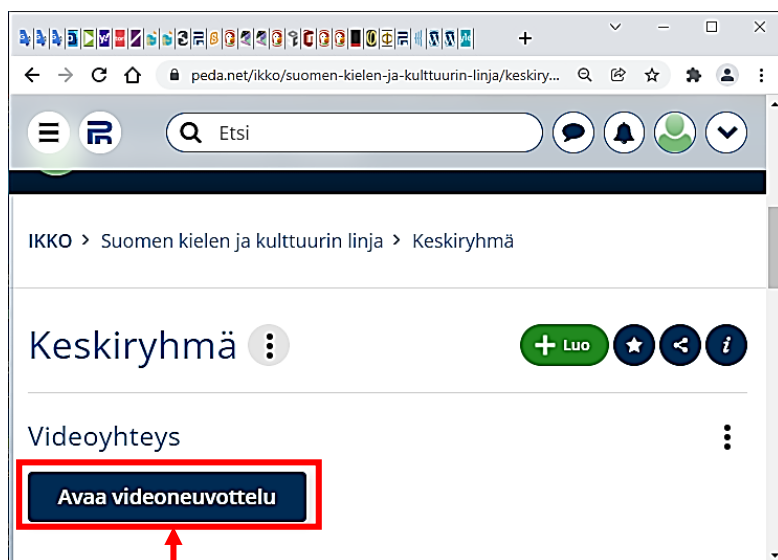 peda.net/ikko/suomen-kielen-ja-kulttuurin-linja/keskiry...
Etsi
IKKO > Suomen kielen ja kulttuurin linja > Keskiryhmä
Keskiryhmä
Luo
Videoyhteys
Avaa videoneuvottelu